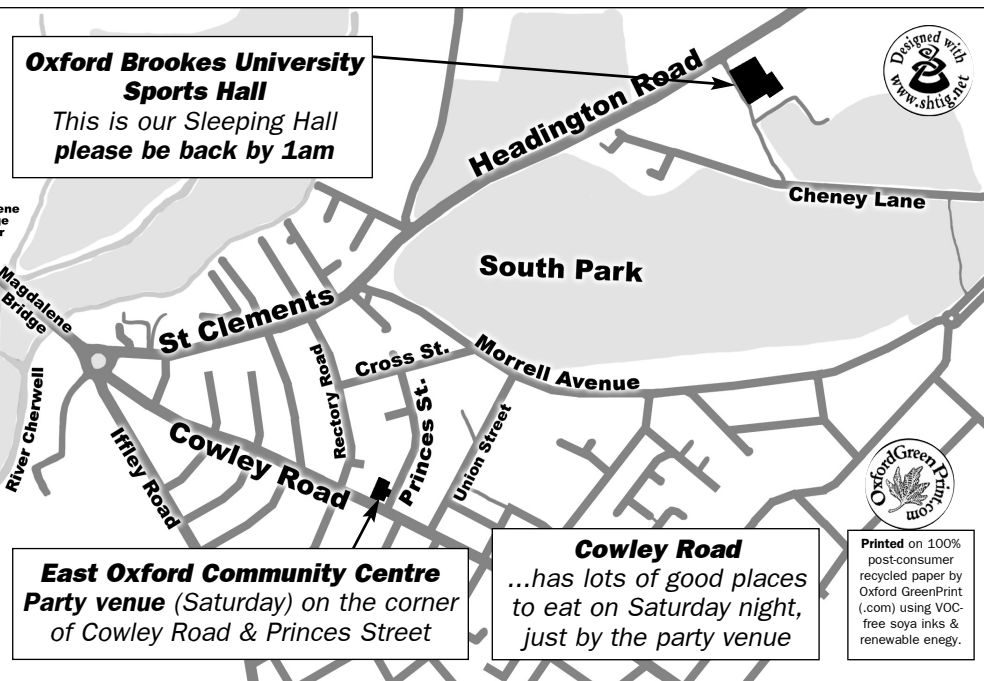 Oxford Brookes University
Sports Hall
This is our Sleeping Hall
please be back by 1am
Headington Road
Designed with
www.shtig.net
Cheney Lane
South Park
Magdalene
Bridge
St Clements
Cross St.
Morrell Avenue
Rectory Road
Princes St.
Union Street
River Cherwell
Iffley Road
Cowley Road
OxfordGreenPrint.com
East Oxford Community Centre
Party venue (Saturday) on the corner
of Cowley Road & Princes Street
Cowley Road
...has lots of good places
to eat on Saturday night,
just by the party venue
Printed on 100%
post-consumer
recycled paper by
Oxford GreenPrint
(.com) using VOC-
free soya inks &
renewable enegy.